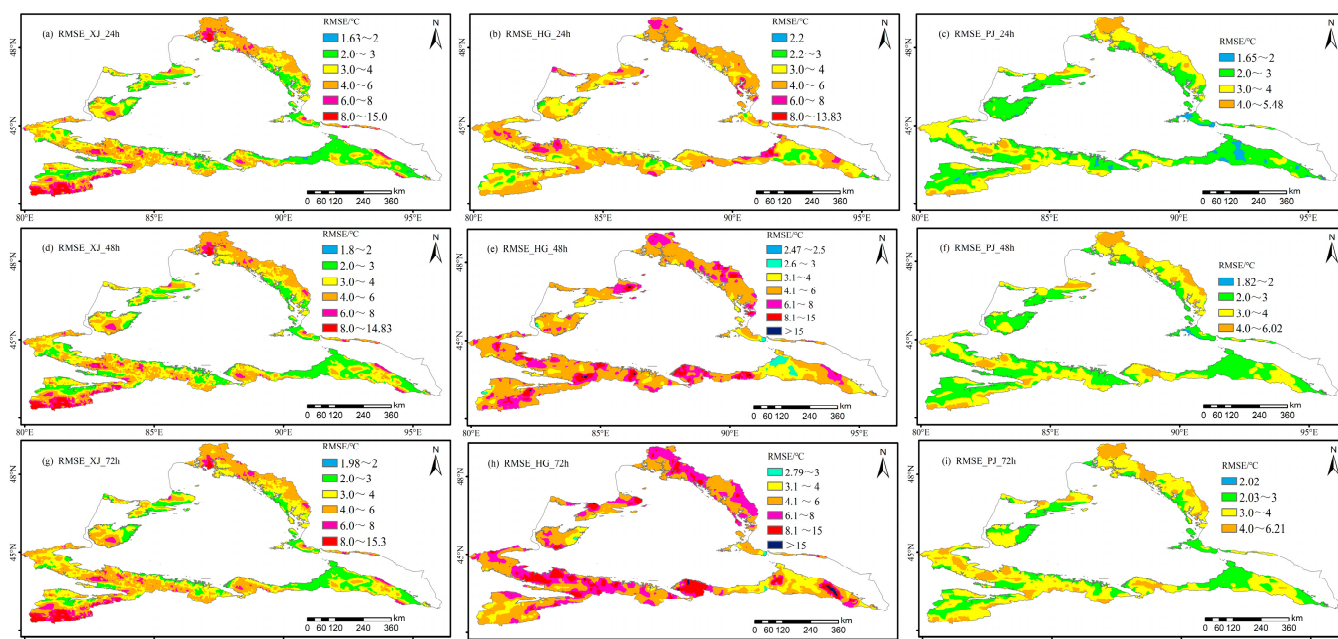 (a) RMSE_XJ_24h
RMSE/°C
1.63~2
2.0~3
3.0~4
4.0~6
6.0~8
8.0~15.0
N
48°N
45°N
0 60 120 240 360
km
80°E 85°E 90°E 95°E
(b) RMSE_HG_24h
RMSE/°C
2.2
2.2~3
3.0~4
4.0~6
6.0~8
8.0~13.83
N
48°N
45°N
0 60 120 240 360
km
80°E 85°E 90°E 95°E
(c) RMSE_PJ_24h
RMSE/°C
1.65~2
2.0~3
3.0~4
4.0~5.48
N
48°N
45°N
0 60 120 240 360
km
80°E 85°E 90°E 95°E
(d) RMSE_XJ_48h
RMSE/°C
1.8~2
2.0~3
3.0~4
4.0~6
6.0~8
8.0~14.83
N
48°N
45°N
0 60 120 240 360
km
80°E 85°E 90°E 95°E
(e) RMSE_HG_48h
RMSE/°C
2.47~2.5
2.6~3
3.1~4
4.1~6
6.1~8
8.1~15
>15
N
48°N
45°N
0 60 120 240 360
km
80°E 85°E 90°E 95°E
(f) RMSE_PJ_48h
RMSE/°C
1.82~2
2.0~3
3.0~4
4.0~6.02
N
48°N
45°N
0 60 120 240 360
km
80°E 85°E 90°E 95°E
(g) RMSE_XJ_72h
RMSE/°C
1.98~2
2.0~3
3.0~4
4.0~6
6.0~8
8.0~15.3
N
48°N
45°N
0 60 120 240 360
km
80°E 85°E 90°E 95°E
(h) RMSE_HG_72h
RMSE/°C
2.79~3
3.1~4
4.1~6
6.1~8
8.1~15
>15
N
48°N
45°N
0 60 120 240 360
km
80°E 85°E 90°E 95°E
(i) RMSE_PJ_72h
RMSE/°C
2.02
2.03~3
3.0~4
4.0~6.21
N
48°N
45°N
0 60 120 240 360
km
80°E 85°E 90°E 95°E